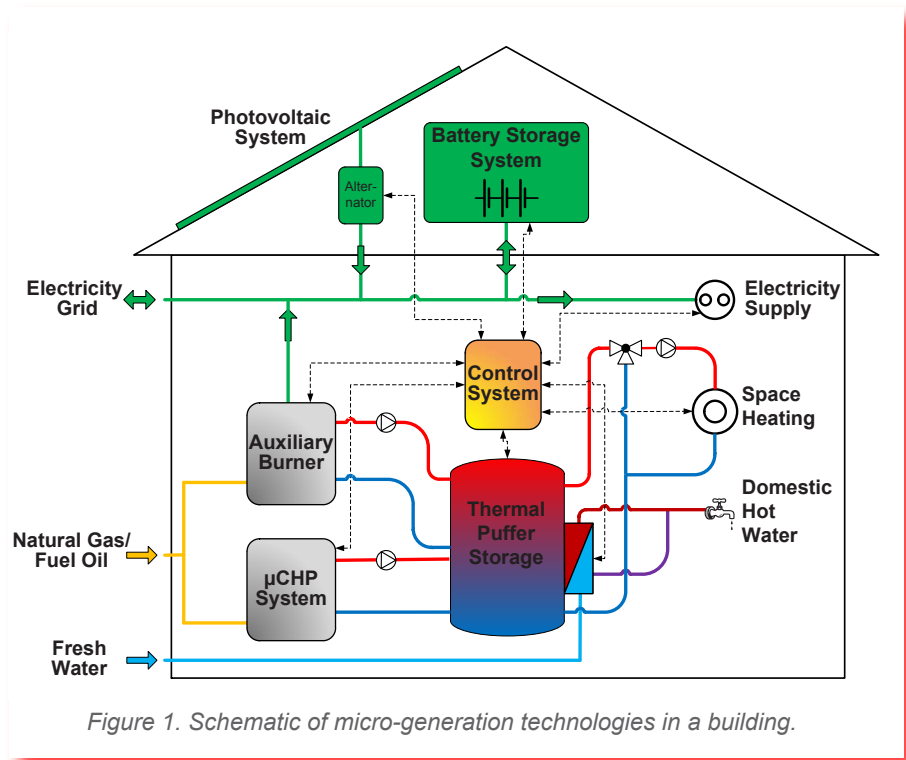 Photovoltaic
System
Battery Storage
System
Alter-
nator
Electricity
Grid
Electricity
Supply
Control
System
Space
Heating
Auxiliary
Burner
Thermal
Puffer
Storage
Domestic
Hot
Water
Natural Gas/
Fuel Oil
µCHP
System
Fresh
Water
Figure 1. Schematic of micro-generation technologies in a building.